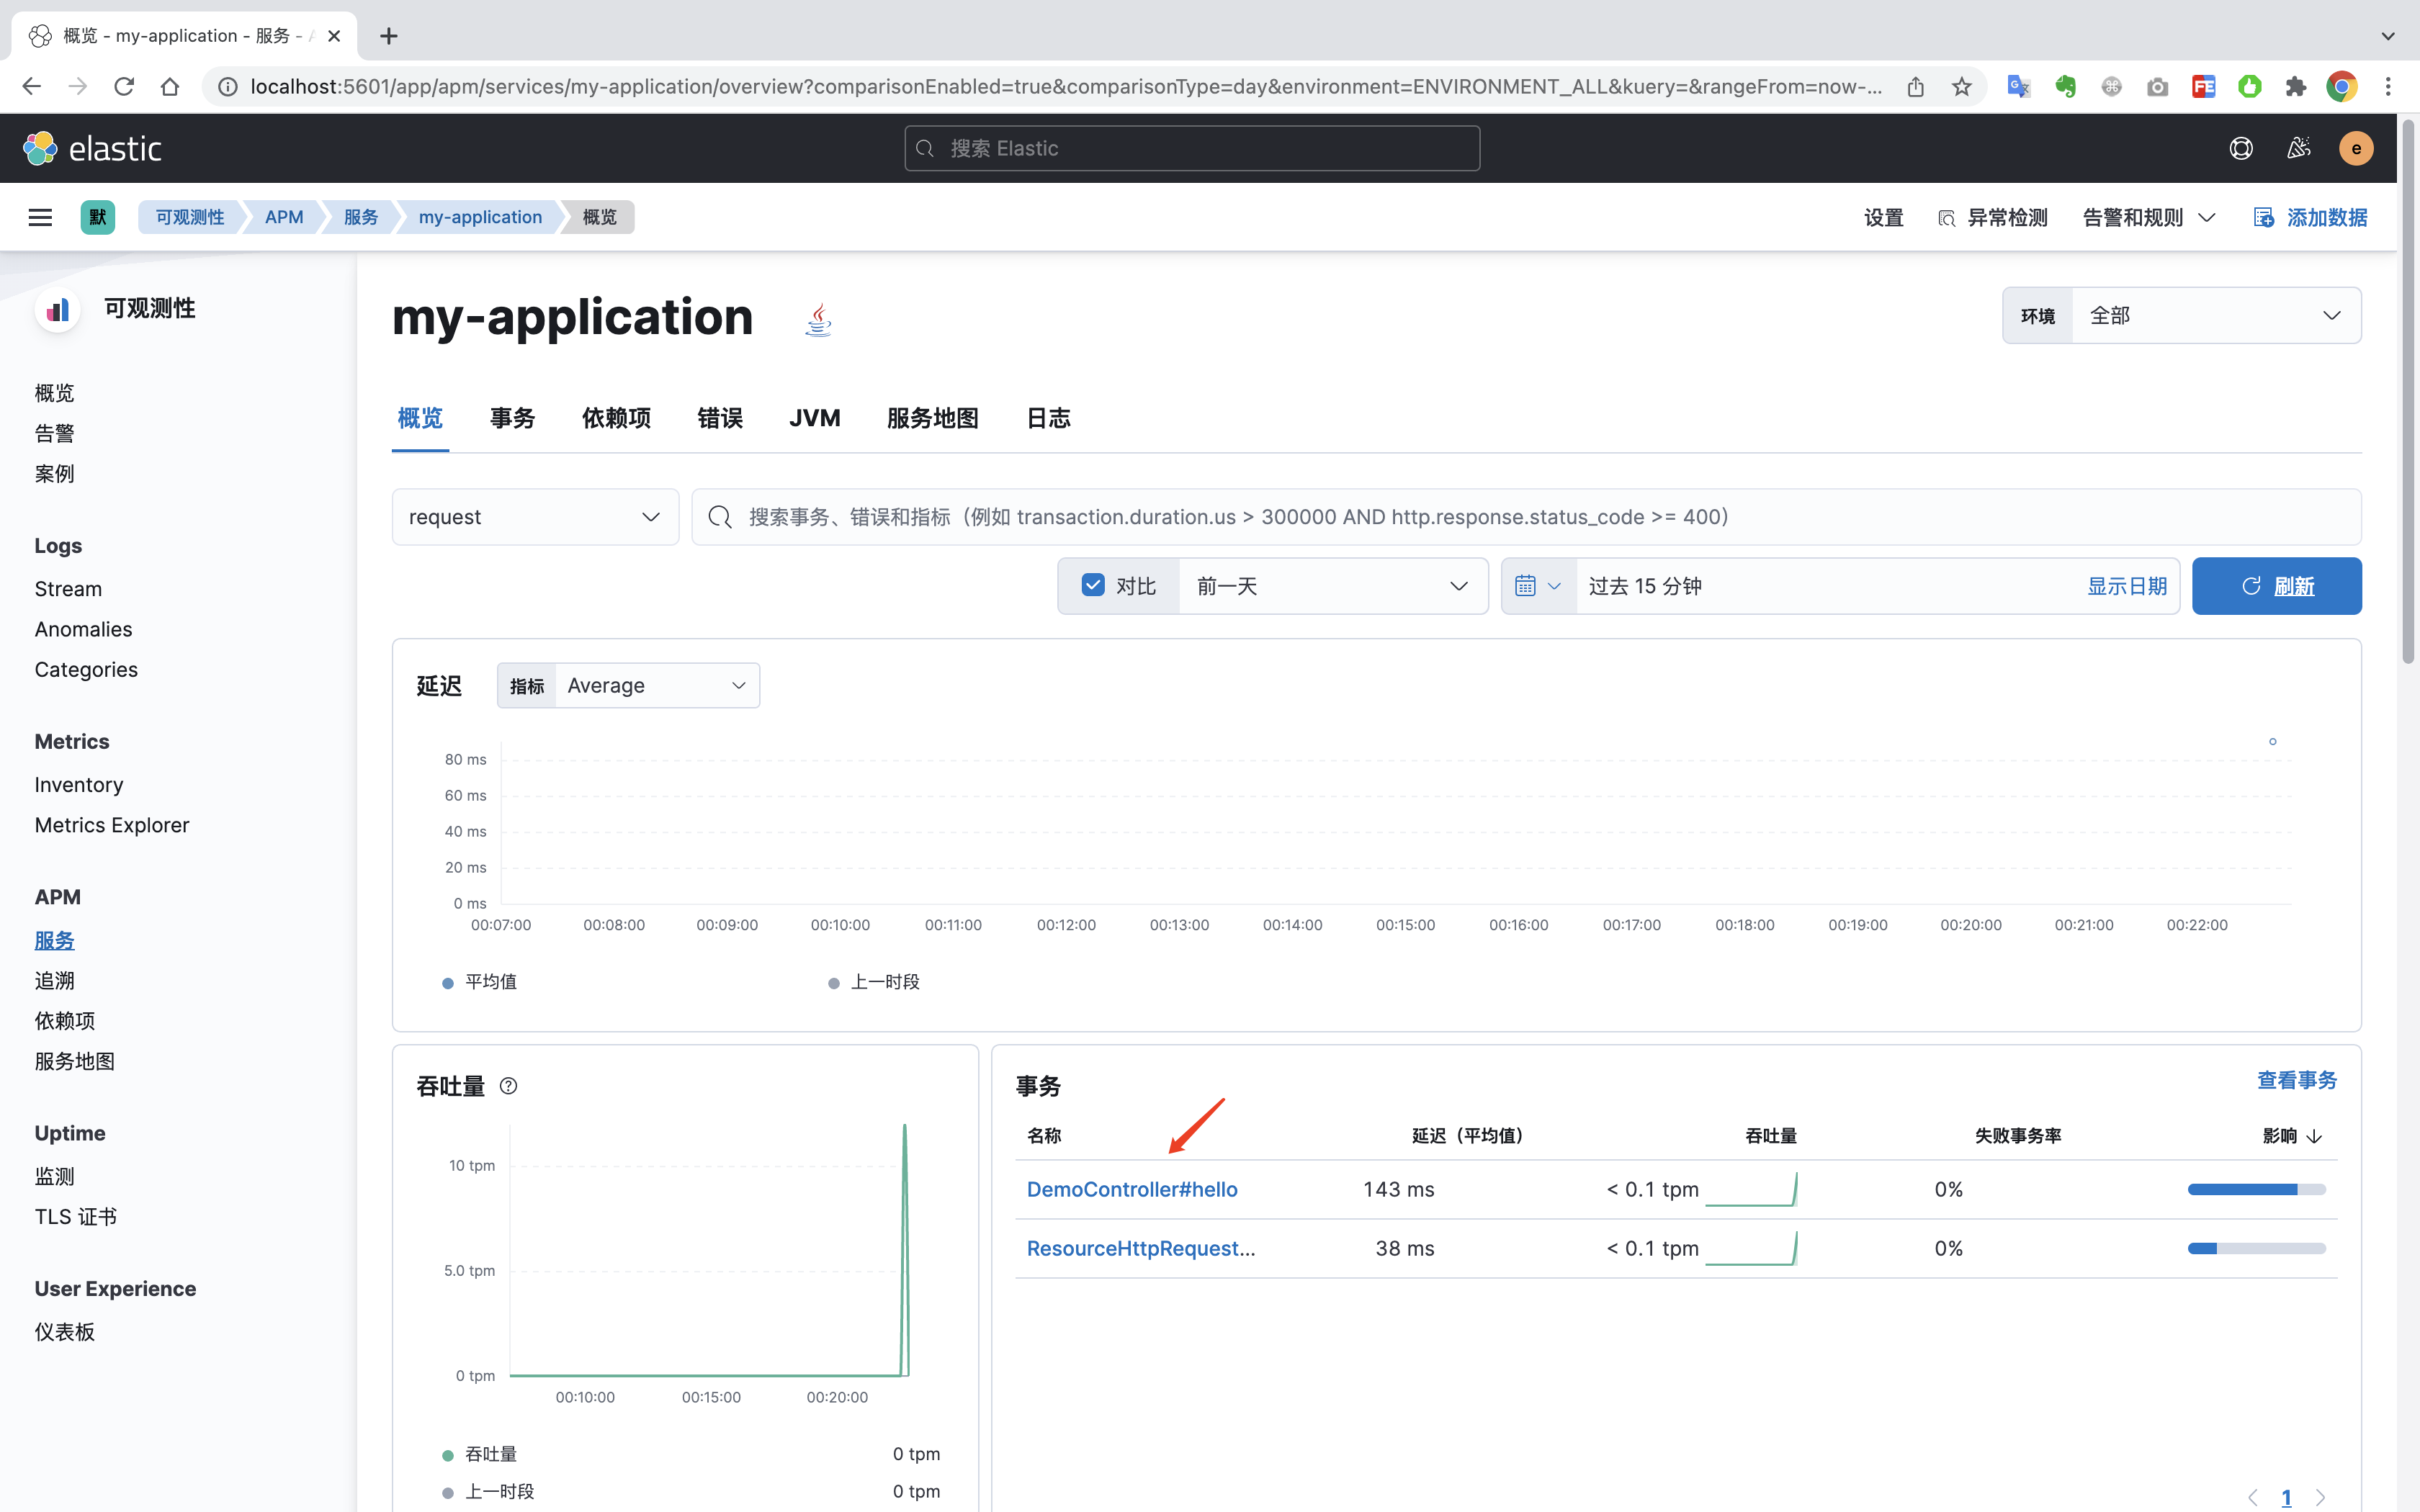 概览 - my-application - 服务 - A
localhost:5601/app/apm/services/my-application/overview?comparisonEnabled=true&comparisonType=day&environment=ENVIRONMENT_ALL&kuery=&rangeFrom=now-...
FE
elastic
搜索 Elastic
e
默
可观测性
APM
服务
my-application
概览
设置
异常检测
告警和规则
添加数据
可观测性
概览
告警
案例
Logs
Stream
Anomalies
Categories
Metrics
Inventory
Metrics Explorer
APM
服务
追溯
依赖项
服务地图
Uptime
监测
TLS 证书
User Experience
仪表板
my-application
环境 全部
概览 事务 依赖项 错误 JVM 服务地图 日志
request
搜索事务、错误和指标（例如 transaction.duration.us > 300000 AND http.response.status_code >= 400）
对比 前一天
过去 15 分钟 显示日期
刷新
延迟 指标 Average
80 ms
60 ms
40 ms
20 ms
0 ms
00:07:00 00:08:00 00:09:00 00:10:00 00:11:00 00:12:00 00:13:00 00:14:00 00:15:00 00:16:00 00:17:00 00:18:00 00:19:00 00:20:00 00:21:00 00:22:00
平均值 上一时段
吞吐量
10 tpm
5.0 tpm
0 tpm
00:10:00 00:15:00 00:20:00
吞吐量 0 tpm
上一时段 0 tpm
事务 查看事务
名称 延迟（平均值） 吞吐量 失败事务率 影响
DemoController#hello 143 ms < 0.1 tpm 0%
ResourceHttpRequest... 38 ms < 0.1 tpm 0%
1